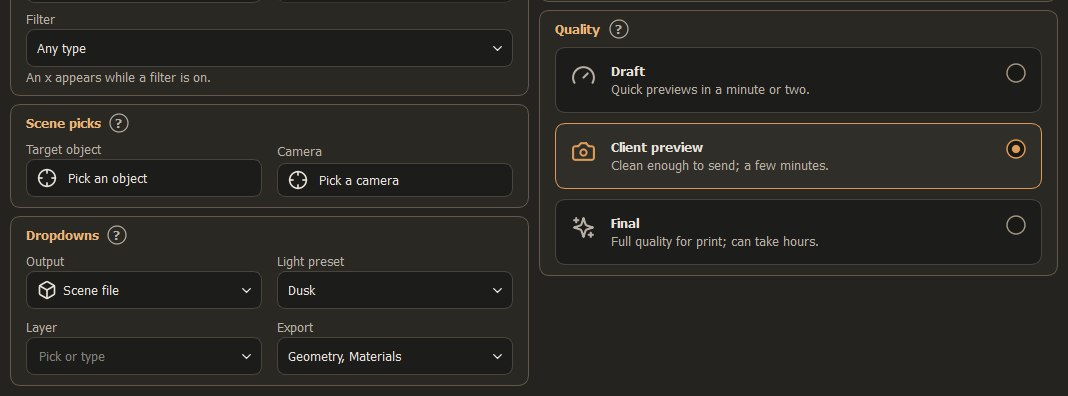 Filter
Any type
An x appears while a filter is on.
Scene picks ?
Target object
Pick an object
Camera
Pick a camera
Dropdowns ?
Output
Scene file
Light preset
Dusk
Layer
Pick or type
Export
Geometry, Materials
Quality ?
Draft
Quick previews in a minute or two.
Client preview
Clean enough to send; a few minutes.
Final
Full quality for print; can take hours.